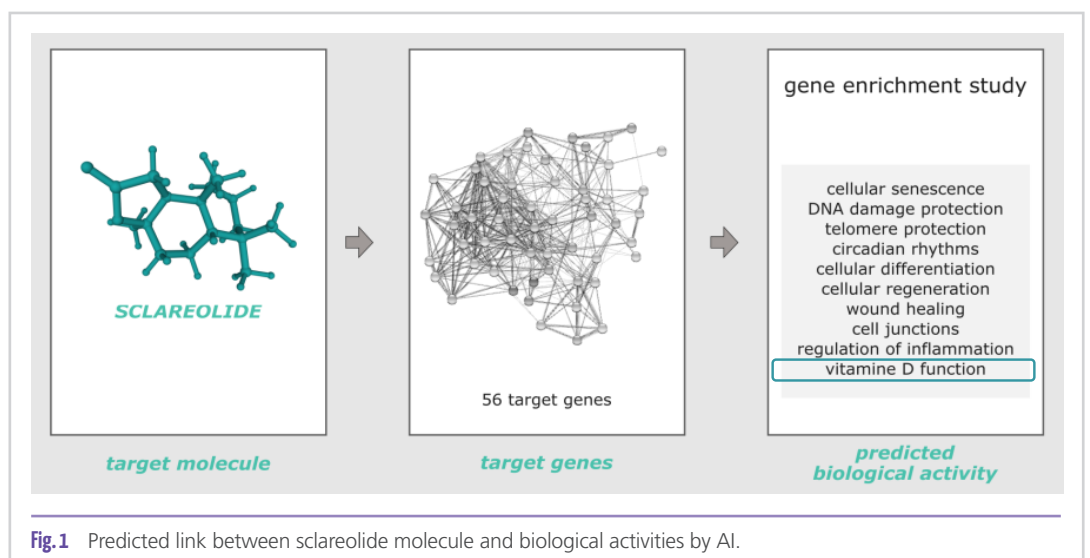 SCLAREOLIDE
target molecule
56 target genes
target genes
gene enrichment study
cellular senescence
DNA damage protection
telomere protection
circadian rhythms
cellular differentiation
cellular regeneration
wound healing
cell junctions
regulation of inflammation
vitamine D function
predicted
biological activity
Fig.1 Predicted link between sclareolide molecule and biological activities by AI.